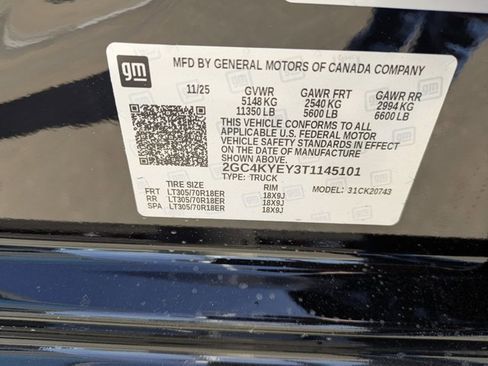 gm
MFD BY GENERAL MOTORS OF CANADA COMPANY
11/25 GVWR GAWR FRT GAWR RR
5148 KG 2540 KG 2994 KG
11350 LB 5600 LB 6600 LB
THIS VEHICLE CONFORMS TO ALL
APPLICABLE U.S. FEDERAL MOTOR
VEHICLE SAFETY STANDARDS IN EFFECT
ON THE DATE OF MANUFACTURE SHOWN ABOVE.
2GC4KYEY3T1145101
TYPE: TRUCK MODEL: 31CK20743
TIRE SIZE RIM
FRT LT305/70R18ER 18X9J
RR LT305/70R18ER 18X9J
SPA LT305/70R18ER 18X9J